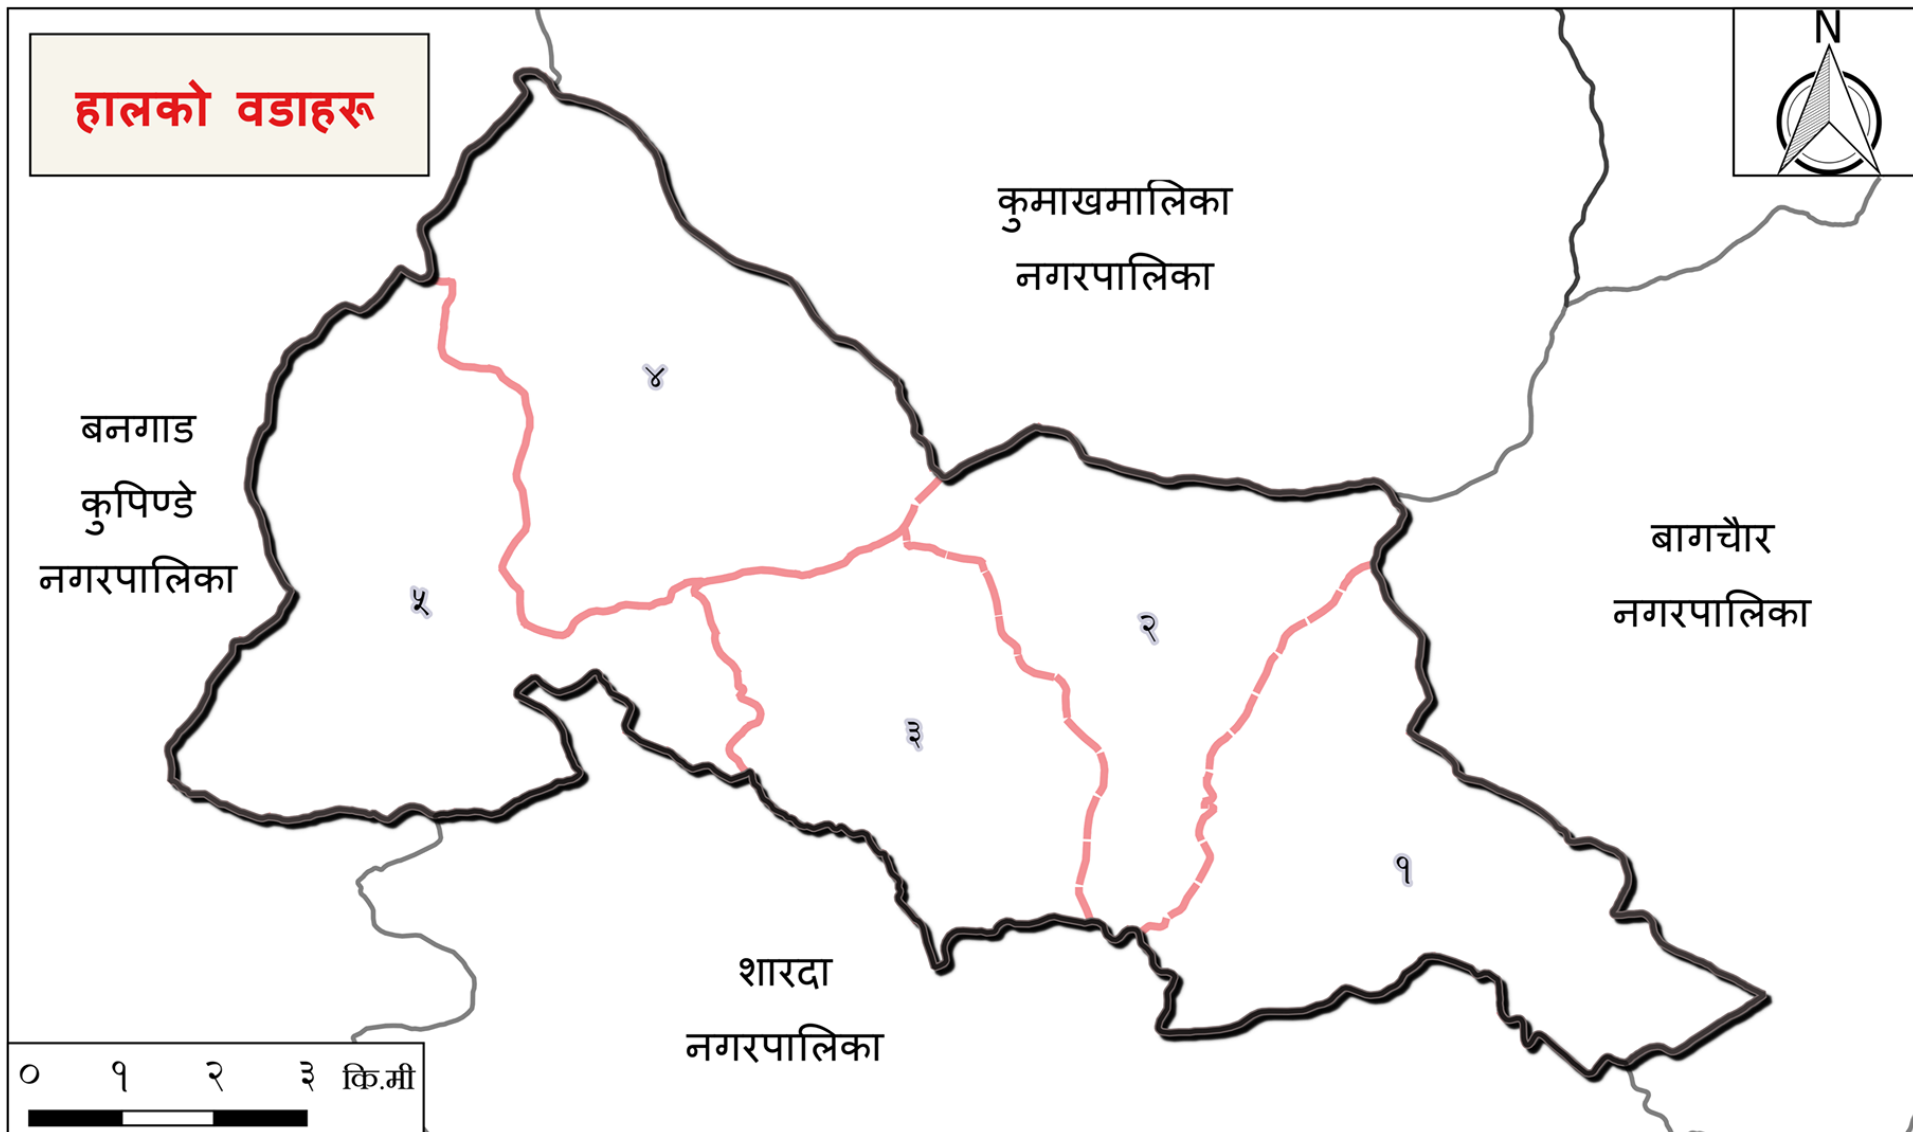 हालको वडाहरू
N
कुमाखमालिका
नगरपालिका
४
बनगाड
कुपिण्डे
नगरपालिका
बागचौर
नगरपालिका
५
२
३
१
शारदा
नगरपालिका
० १ २ ३ कि.मी